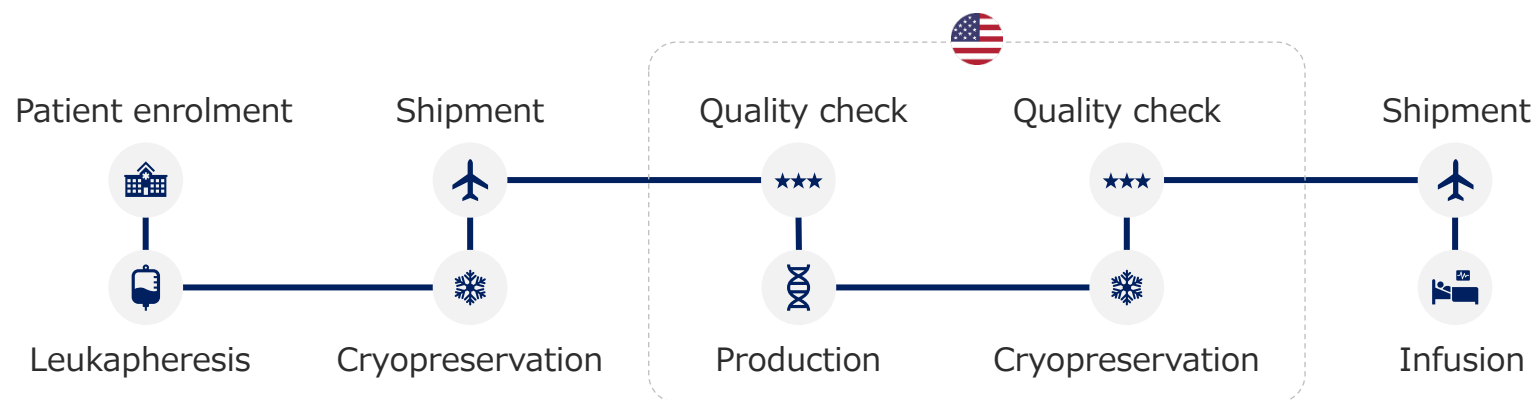 Patient enrolment
Shipment
Quality check
Quality check
Shipment
Leukapheresis
Cryopreservation
Production
Cryopreservation
Infusion